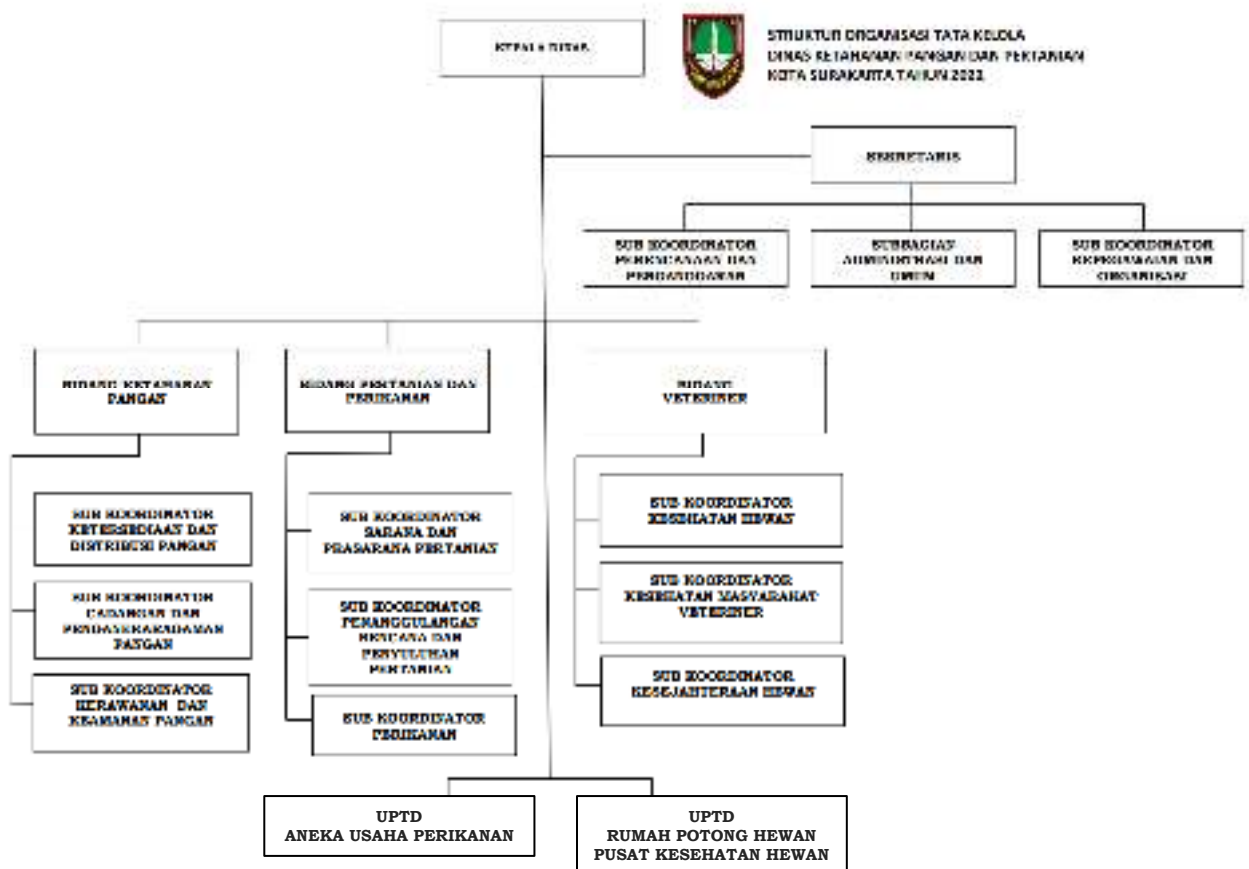 KEPALA DINAS
STRUKTUR ORGANISASI TATA KELOLA
DINAS KETAHANAN PANGAN DAN PERTANIAN
KOTA SURAKARTA TAHUN
SEKRETARIS
SUB KOORDINATOR
PERENCANAAN DAN
PENGANGGARAN
SUBBAGIAN
ADMINISTRASI DAN
UMUM
SUB KOORDINATOR
KEPEGAWAIAN DAN
ORGANISASI
BIDANG KETAHANAN
PANGAN
BIDANG PERTANIAN DAN
PERIKANAN
BIDANG
VETERINER
SUB KOORDINATOR
KETERSEDIAAN DAN
DISTRIBUSI PANGAN
SUB KOORDINATOR
CADANGAN DAN
PANGAN
SUB KOORDINATOR
KERAWANAN DAN
KEAMANAN PANGAN
SUB KOORDINATOR
SARANA DAN
PRASARANA PERTANIAN
SUB KOORDINATOR
PENANGGULANGAN
BENCANA DAN
PENYULUHAN
PERTANIAN
SUB KOORDINATOR
PERIKANAN
SUB KOORDINATOR
KESEHATAN HEWAN
SUB KOORDINATOR
KESEHATAN MASYARAKAT
VETERINER
SUB KOORDINATOR
KESEJAHTERAAN HEWAN
UPTD
ANEKA USAHA PERIKANAN
UPTD
RUMAH POTONG HEWAN
PUSAT KESEHATAN HEWAN